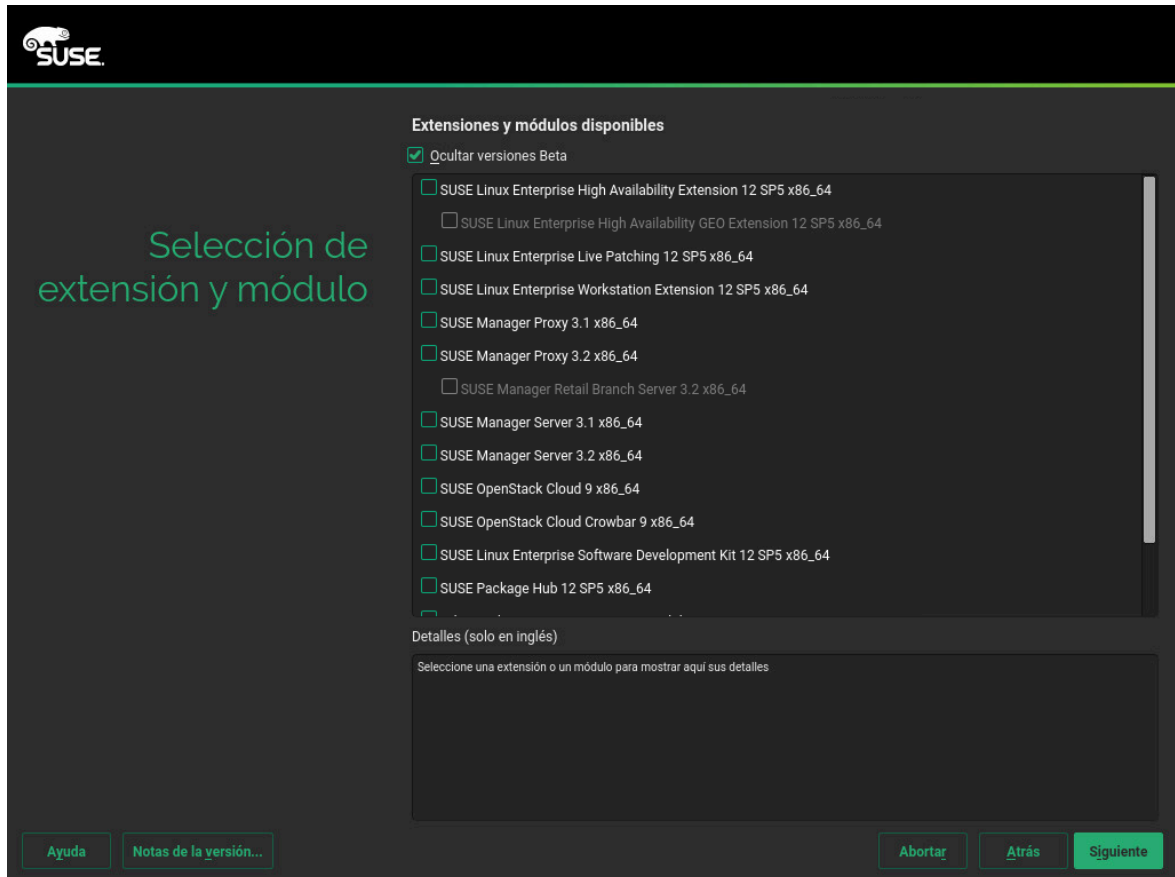 SUSE.
Extensiones y módulos disponibles
Ocultar versiones Beta
SUSE Linux Enterprise High Availability Extension 12 SP5 x86_64
SUSE Linux Enterprise High Availability GEO Extension 12 SP5 x86_64
Selección de
extensión y módulo
SUSE Linux Enterprise Live Patching 12 SP5 x86_64
SUSE Linux Enterprise Workstation Extension 12 SP5 x86_64
SUSE Manager Proxy 3.1 x86_64
SUSE Manager Proxy 3.2 x86_64
SUSE Manager Retail Branch Server 3.2 x86_64
SUSE Manager Server 3.1 x86_64
SUSE Manager Server 3.2 x86_64
SUSE OpenStack Cloud 9 x86_64
SUSE OpenStack Cloud Crowbar 9 x86_64
SUSE Linux Enterprise Software Development Kit 12 SP5 x86_64
SUSE Package Hub 12 SP5 x86_64
Detalles (solo en inglés)
Seleccione una extensión o un módulo para mostrar aquí sus detalles
Ayuda
Notas de la versión...
Abortar
Atrás
Siguiente